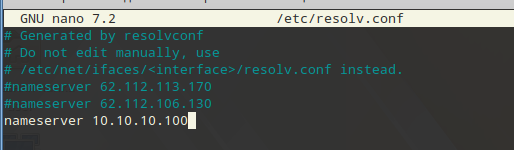 GNU nano 7.2 /etc/resolv.conf
# Generated by resolvconf
# Do not edit manually, use
# /etc/net/ifaces/<interface>/resolv.conf instead.
#nameserver 62.112.113.170
#nameserver 62.112.106.130
nameserver 10.10.10.100